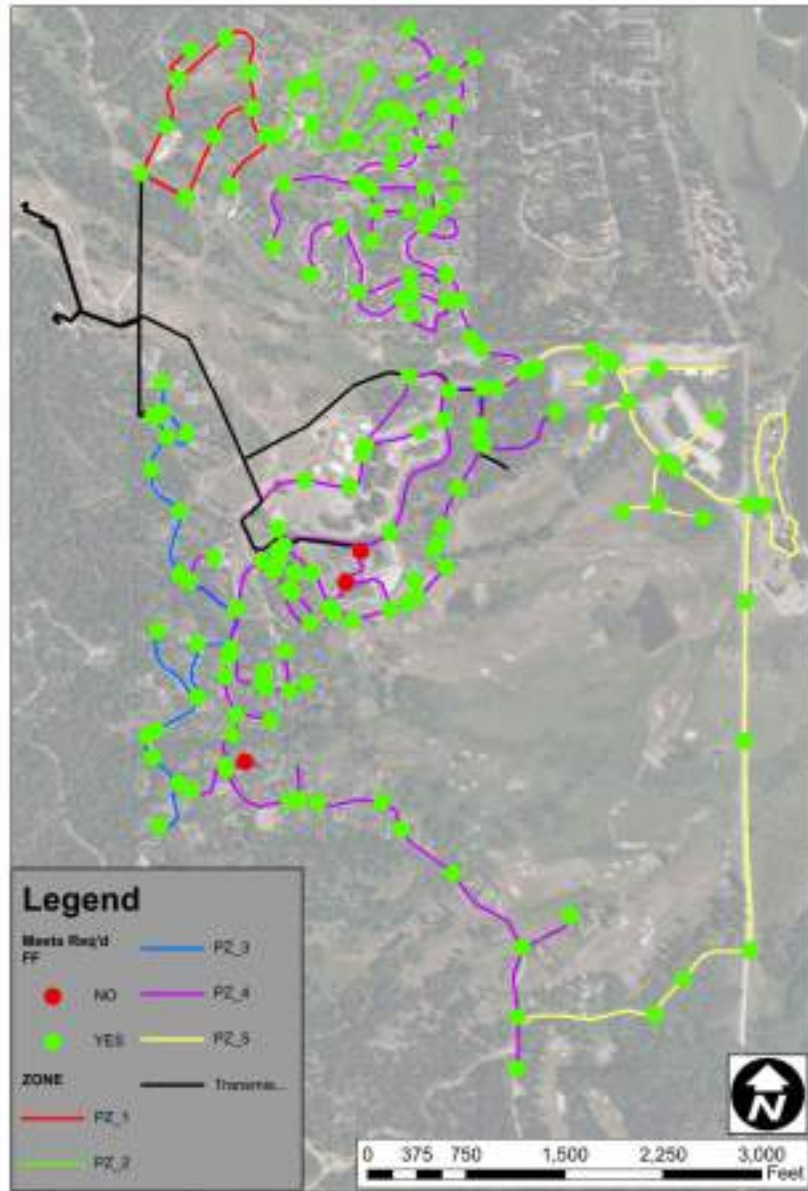 Legend
Meets Req'd
FF
NO
YES
ZONE
PZ_1
PZ_2
PZ_3
PZ_4
PZ_5
Transmis...
N
0 375 750 1,500 2,250 3,000
Feet